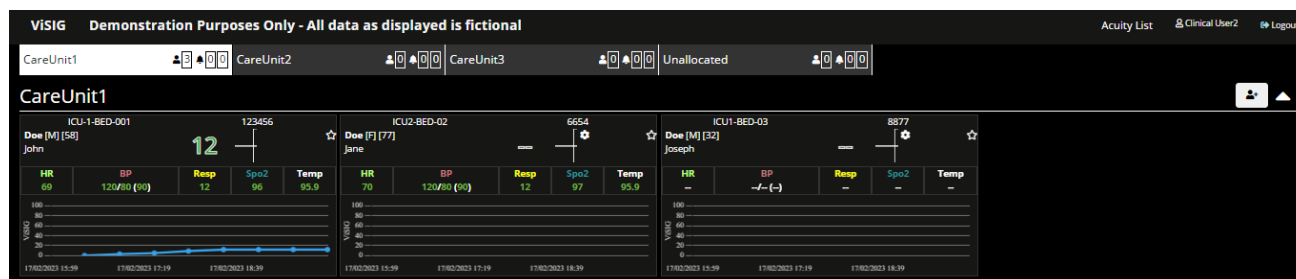 ViSIG Demonstration Purposes Only - All data as displayed is fictional Acuity List Clinical User2 Logou
CareUnit1 3 0 0 CareUnit2 0 0 0 CareUnit3 0 0 0 Unallocated 0 0 0
CareUnit1
ICU-1-BED-001 123456
Doe [M] [58]
John
12
HR BP Resp Spo2 Temp
69 120/80 (90) 12 96 95.9
ViSIG
100
80
60
40
20
0
17/02/2023 15:59 17/02/2023 17:19 17/02/2023 18:39
ICU2-BED-02 6654
Doe [F] [77]
Jane
---
HR BP Resp Spo2 Temp
70 120/80 (90) 12 97 95.9
ViSIG
100
80
60
40
20
0
17/02/2023 15:59 17/02/2023 17:19 17/02/2023 18:39
ICU1-BED-03 8877
Doe [M] [32]
Joseph
---
HR BP Resp Spo2 Temp
-- --/-- (--) -- -- --
ViSIG
100
80
60
40
20
0
17/02/2023 15:59 17/02/2023 17:19 17/02/2023 18:39